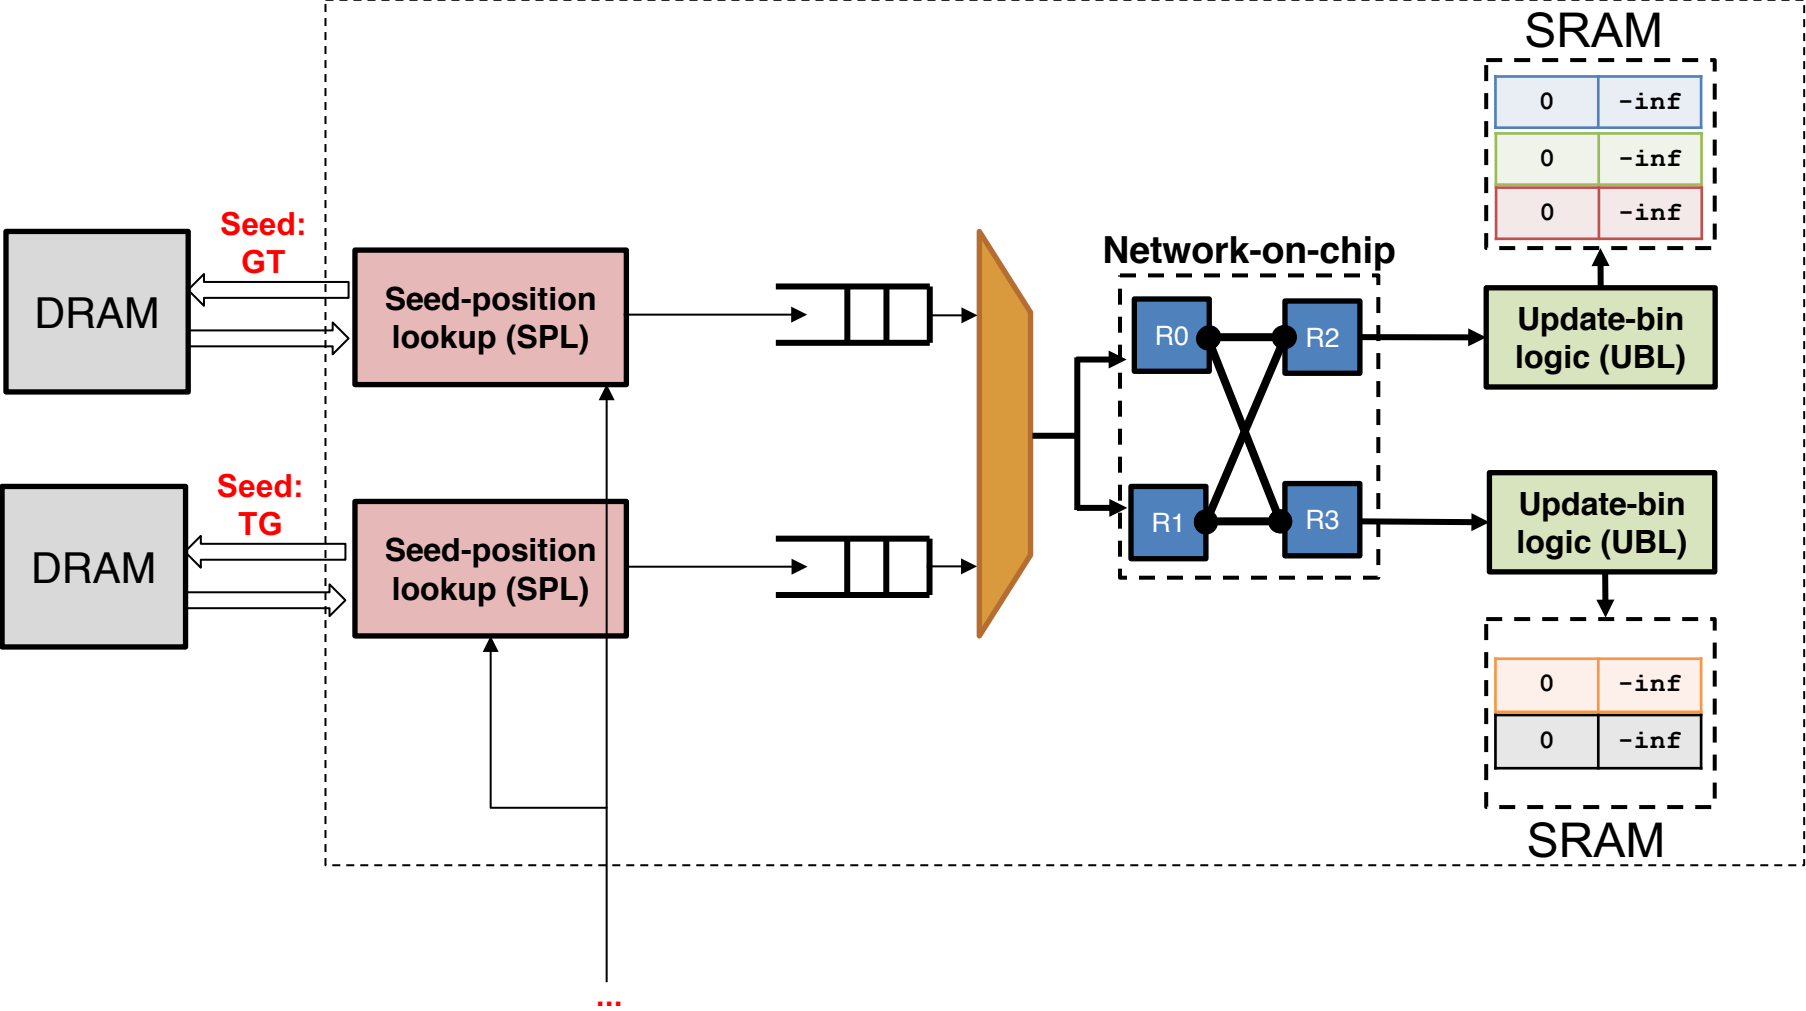 SRAM
0 -inf
0 -inf
0 -inf
Seed:
GT
DRAM
Seed-position
lookup (SPL)
Network-on-chip
R0
R2
R1
R3
Update-bin
logic (UBL)
Seed:
TG
DRAM
Seed-position
lookup (SPL)
Update-bin
logic (UBL)
0 -inf
0 -inf
SRAM
...